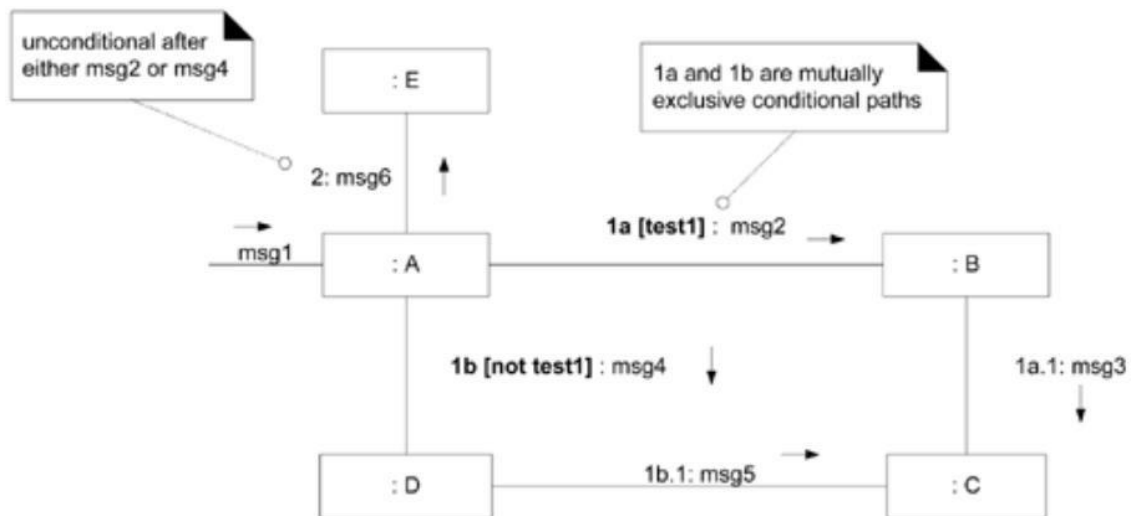 unconditional after
either msg2 or msg4
: E
1a and 1b are mutually
exclusive conditional paths
2: msg6
1a [test1] : msg2
msg1
: A
: B
1b [not test1] : msg4
1a.1: msg3
: D
1b.1: msg5
: C